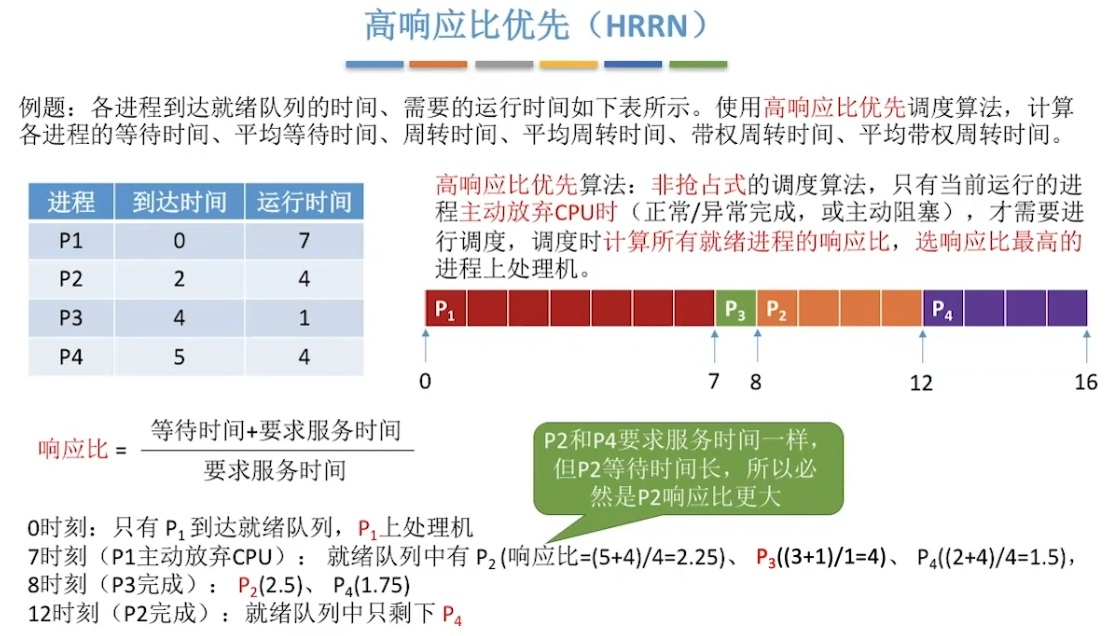 高响应比优先（HRRN）
例题：各进程到达就绪队列的时间、需要的运行时间如下表所示。使用高响应比优先调度算法，计算
各进程的等待时间、平均等待时间、周转时间、平均周转时间、带权周转时间、平均带权周转时间。
进程 到达时间 运行时间
P1 0 7
P2 2 4
P3 4 1
P4 5 4
高响应比优先算法：非抢占式的调度算法，只有当前运行的进
程主动放弃CPU时（正常/异常完成，或主动阻塞），才需要进
行调度，调度时计算所有就绪进程的响应比，选响应比最高的
进程上处理机。
P1 P3 P2 P4
0 7 8 12 16
响应比 = 等待时间+要求服务时间
要求服务时间
P2和P4要求服务时间一样，
但P2等待时间长，所以必
然是P2响应比更大
0时刻：只有 P1 到达就绪队列，P1上处理机
7时刻（P1主动放弃CPU）：就绪队列中有 P2 (响应比=(5+4)/4=2.25)、 P3((3+1)/1=4)、 P4((2+4)/4=1.5)，
8时刻（P3完成）：P2(2.5)、 P4(1.75)
12时刻（P2完成）：就绪队列中只剩下 P4